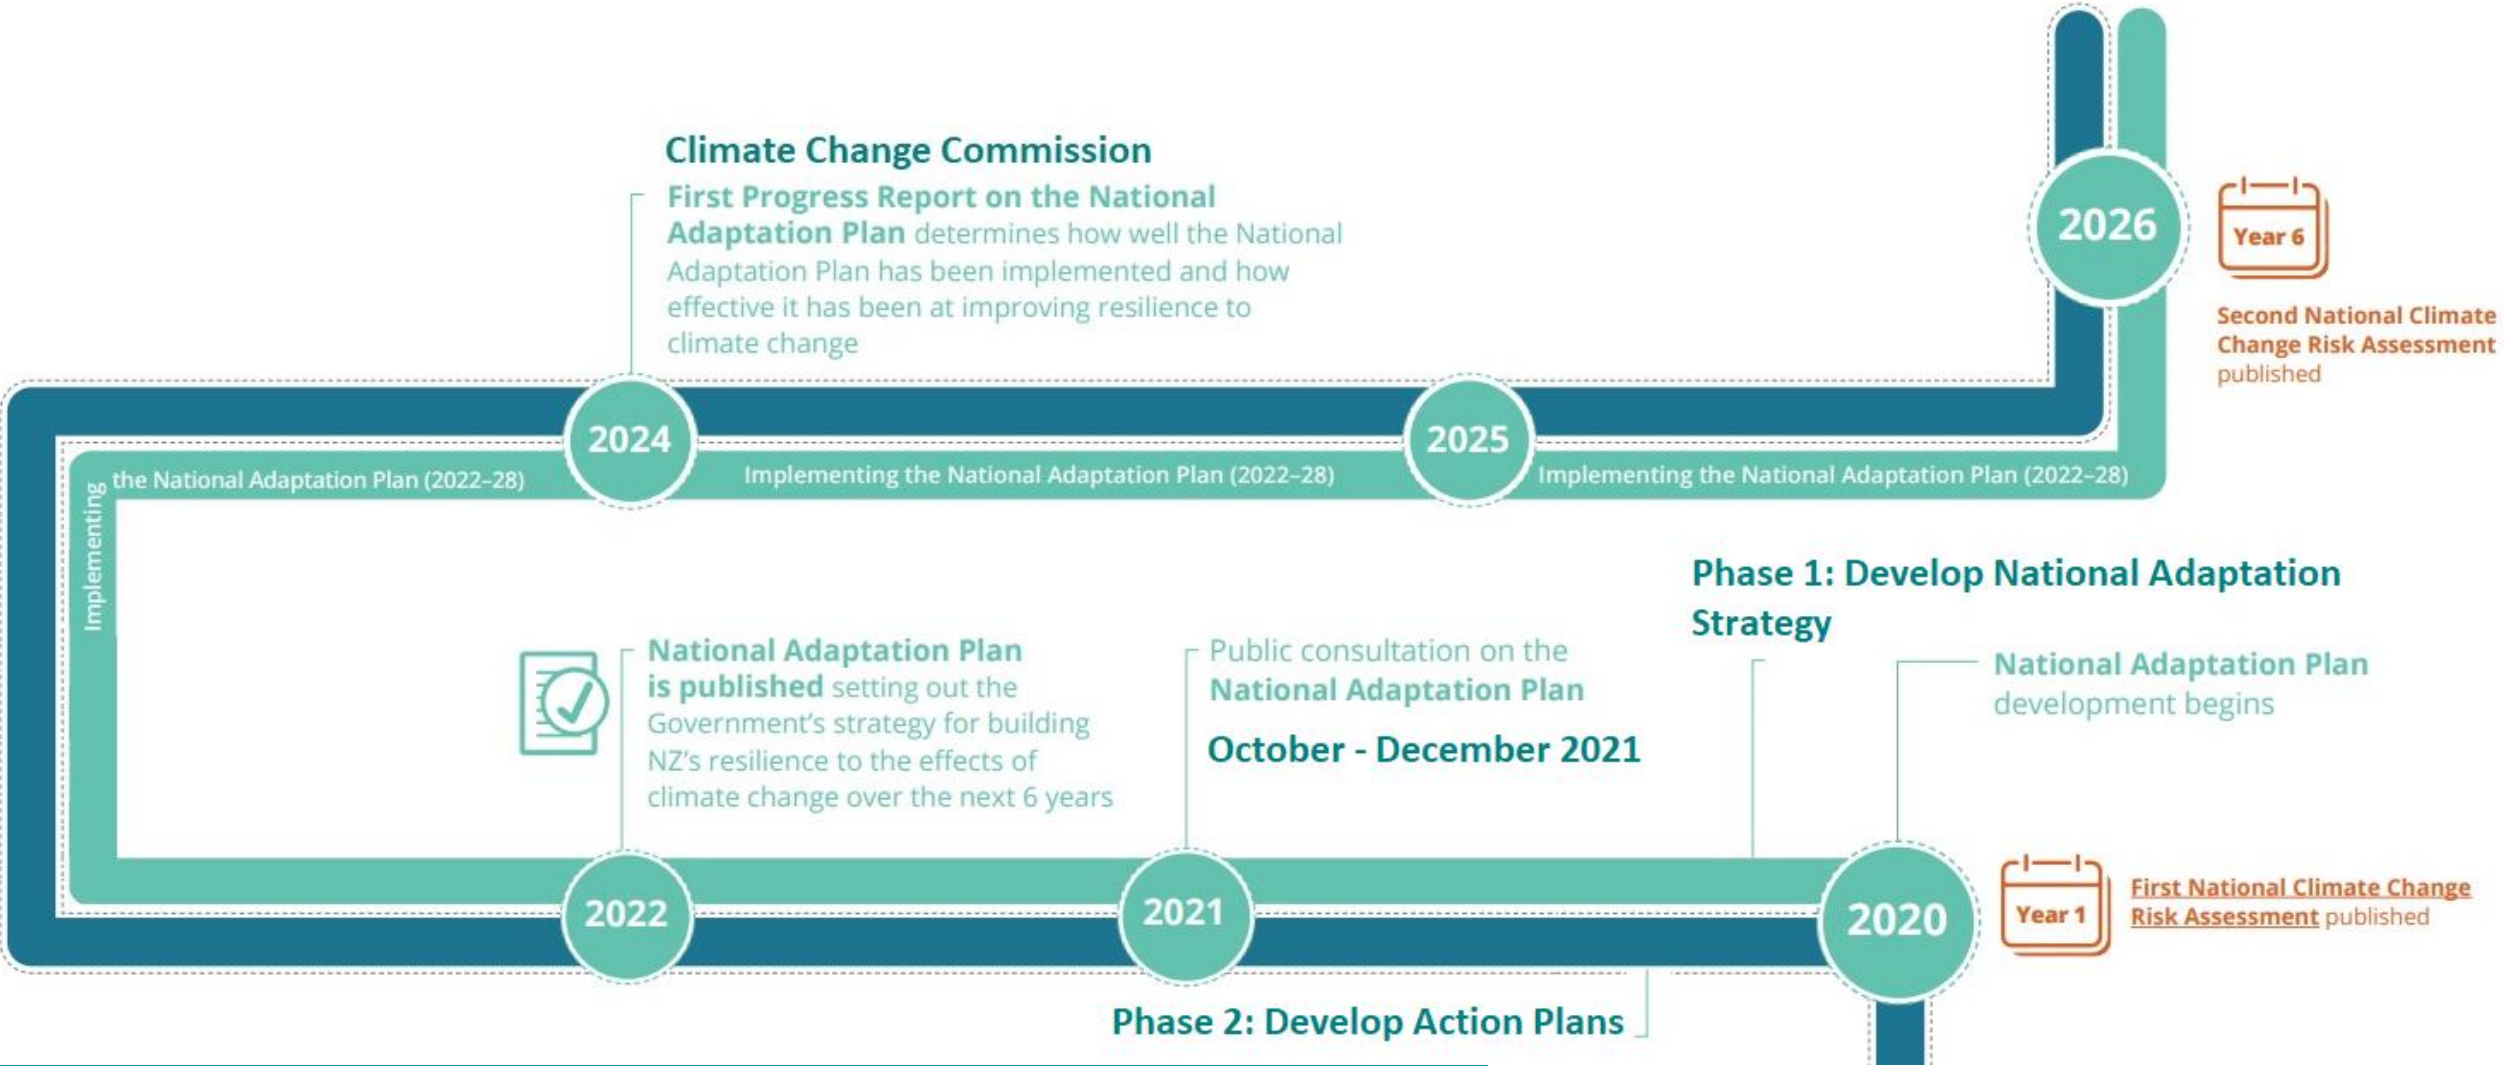 Climate Change Commission
First Progress Report on the National
Adaptation Plan determines how well the National
Adaptation Plan has been implemented and how
effective it has been at improving resilience to
climate change
2026
Year 6
Second National Climate
Change Risk Assessment
published
2024
2025
Implementing
the National Adaptation Plan (2022–28)
Implementing the National Adaptation Plan (2022–28)
Implementing the National Adaptation Plan (2022–28)
Phase 1: Develop National Adaptation
Strategy
National Adaptation Plan
is published setting out the
Government's strategy for building
NZ's resilience to the effects of
climate change over the next 6 years
Public consultation on the
National Adaptation Plan
October - December 2021
National Adaptation Plan
development begins
2022
2021
2020
Year 1
First National Climate Change
Risk Assessment published
Phase 2: Develop Action Plans